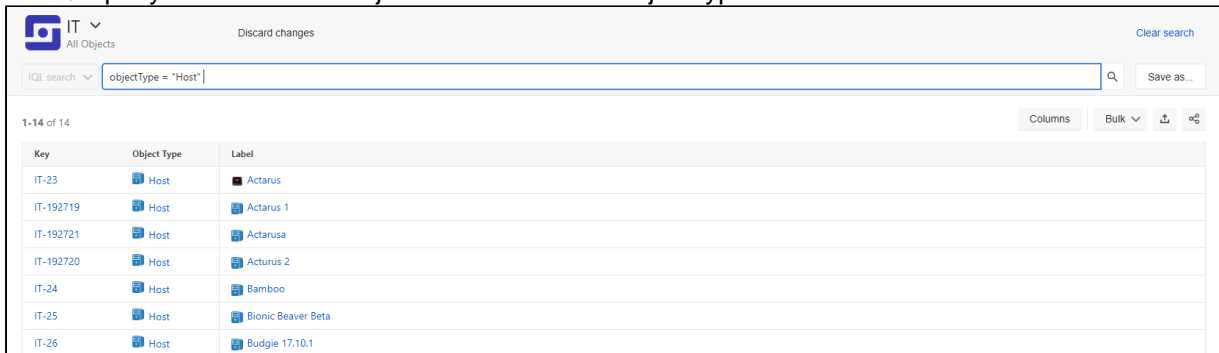 IT
All Objects
Discard changes
Clear search
IQL search
objectType = "Host"
Save as...
1-14 of 14
Columns
Bulk
Key Object Type Label
IT-23 Host Actarus
IT-192719 Host Actarus 1
IT-192721 Host Actarusa
IT-192720 Host Acturus 2
IT-24 Host Bamboo
IT-25 Host Bionic Beaver Beta
IT-26 Host Budgie 17.10.1